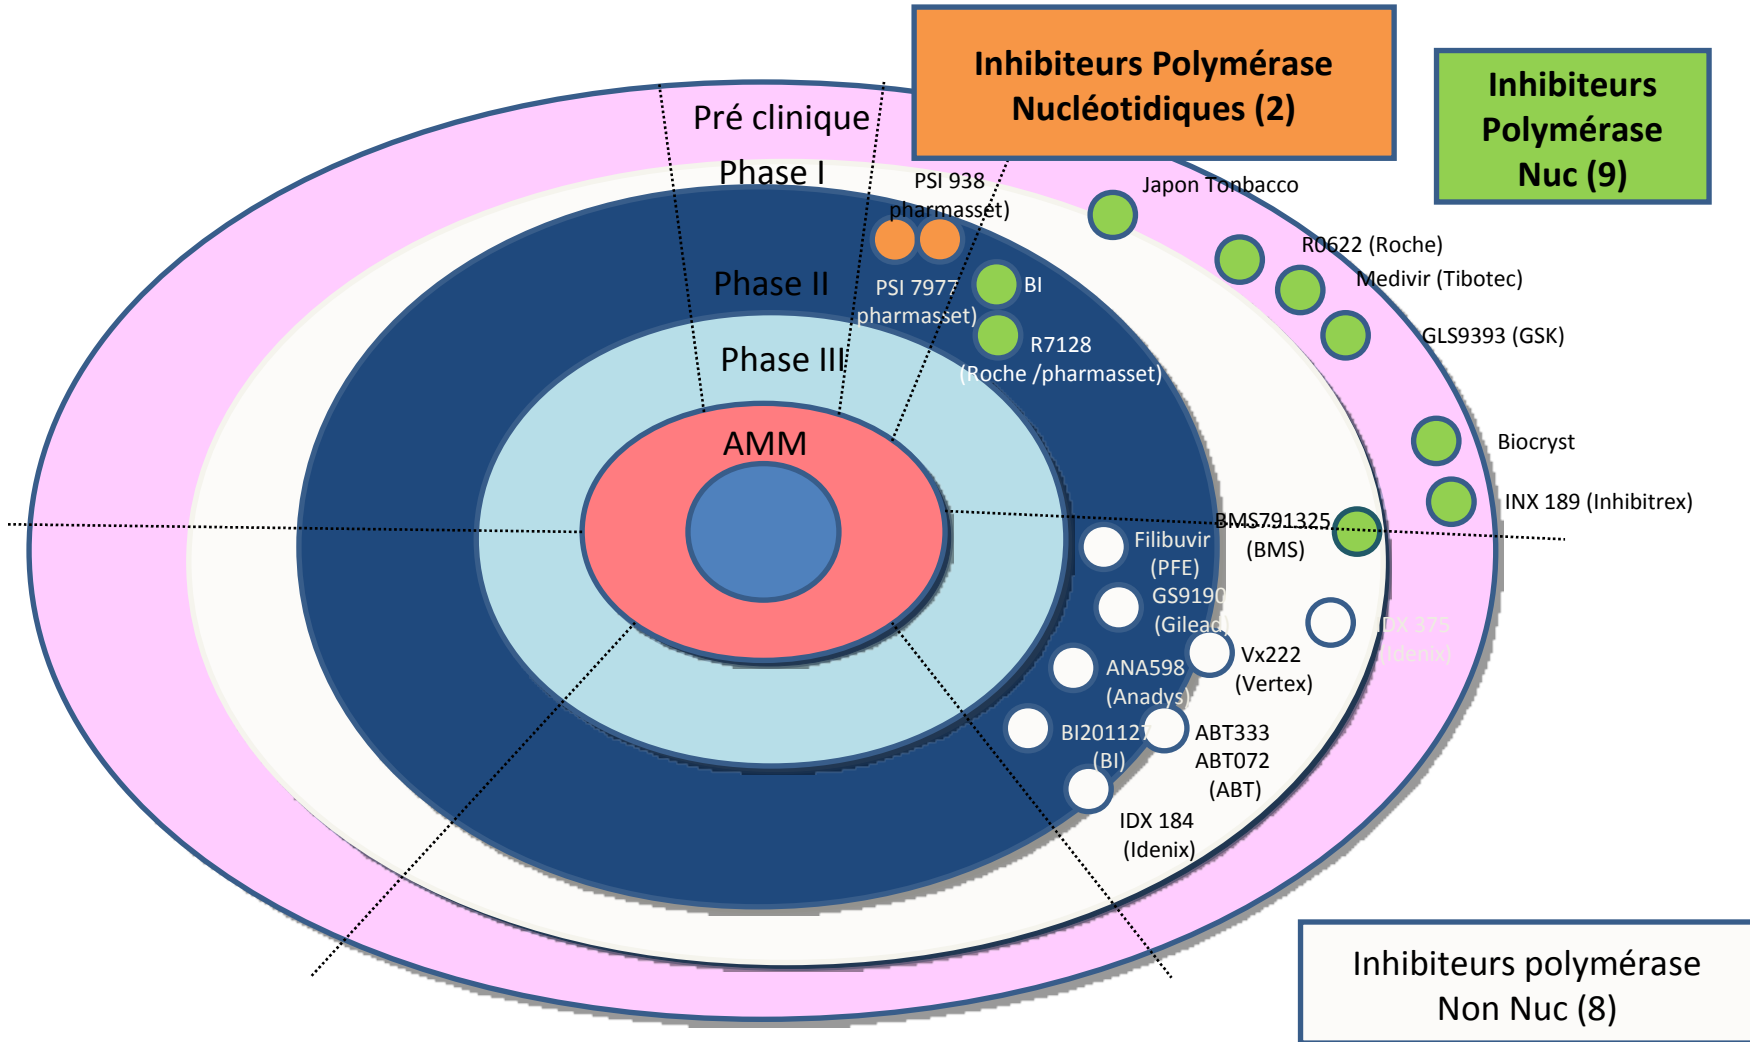 Inhibiteurs Polymérase
Nucléotidiques (2)
Inhibiteurs
Polymérase
Nuc (9)
Pré clinique
Phase I
Phase II
Phase III
AMM
PSI 938
pharmasset)
PSI 7977
pharmasset)
BI
R7128
(Roche /pharmasset)
Japon Tonbacco
R0622 (Roche)
Medivir (Tibotec)
GLS9393 (GSK)
Biocryst
INX 189 (Inhibitrex)
BMS791325
(BMS)
Filibuvir
(PFE)
GS9190
(Gilead)
IDX 375
(Idenix)
Vx222
(Vertex)
ANA598
(Anadys)
BI201127
(BI)
ABT333
ABT072
(ABT)
IDX 184
(Idenix)
Inhibiteurs polymérase
Non Nuc (8)